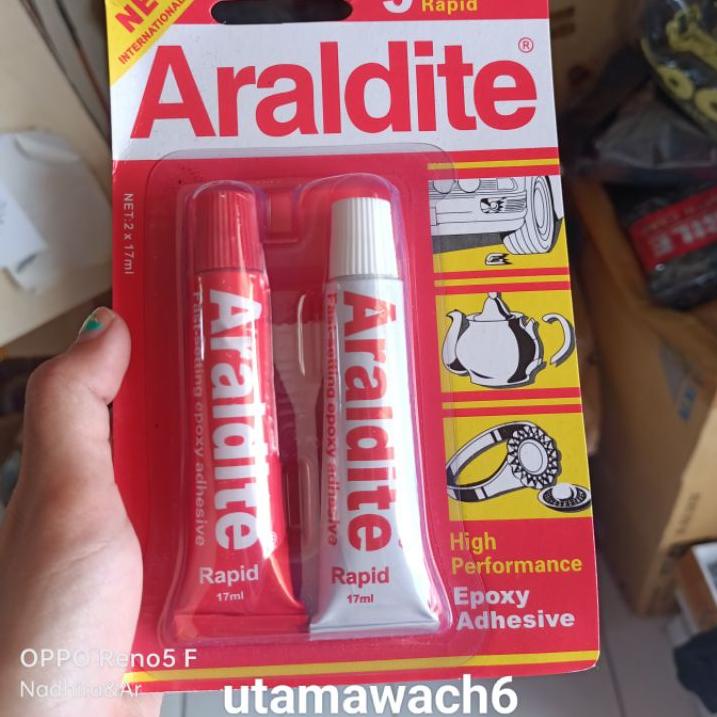 NEW
INTERNATIONAL
Rapid
Araldite®
NET: 2 x 17ml
Araldite®
Fast-setting epoxy adhesive
Rapid
17ml
Araldite
Fast-setting epoxy adhesive
Rapid
17ml
High
Performance
Epoxy
Adhesive
OPPO Reno5 F
Nadhira&Ar
utamawach6